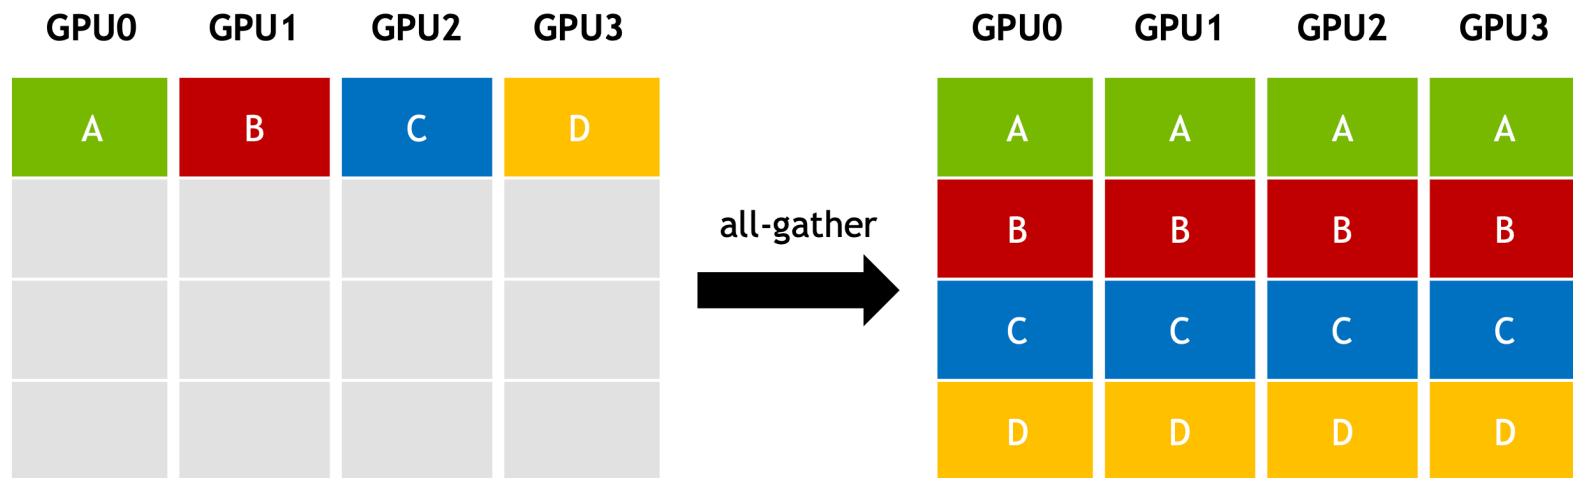 GPU0 GPU1 GPU2 GPU3 GPU0 GPU1 GPU2 GPU3
A B C D A A A A
all-gather B B B B
C C C C
D D D D